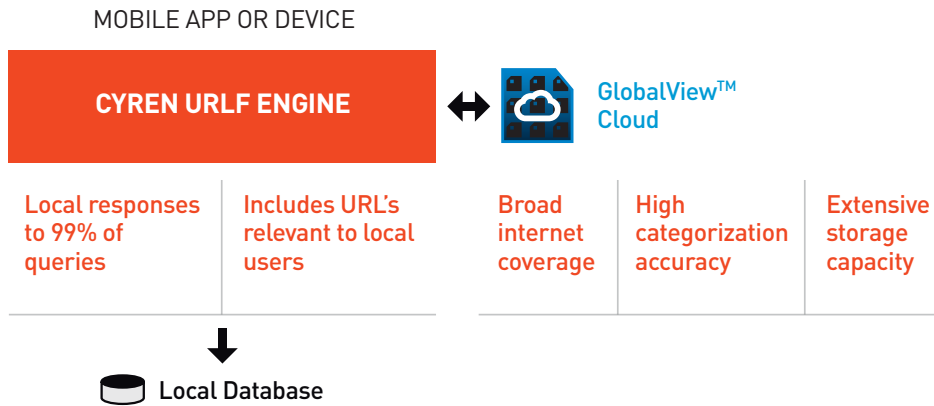 MOBILE APP OR DEVICE
CYREN URLF ENGINE
GlobalView™
Cloud
Local responses
to 99% of
queries
Includes URL's
relevant to local
users
Broad
internet
coverage
High
categorization
accuracy
Extensive
storage
capacity
Local Database